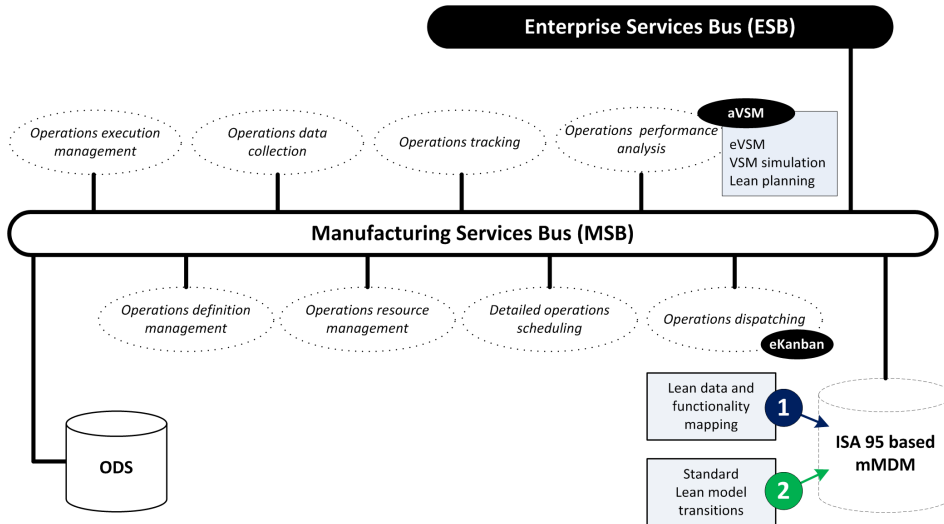 Enterprise Services Bus (ESB)
Operations execution
management
Operations data
collection
Operations tracking
Operations performance
analysis
aVSM
eVSM
VSM simulation
Lean planning
Manufacturing Services Bus (MSB)
Operations definition
management
Operations resource
management
Detailed operations
scheduling
Operations dispatching
eKanban
Lean data and
functionality
mapping
1
ISA 95 based
mMDM
ODS
Standard
Lean model
transitions
2